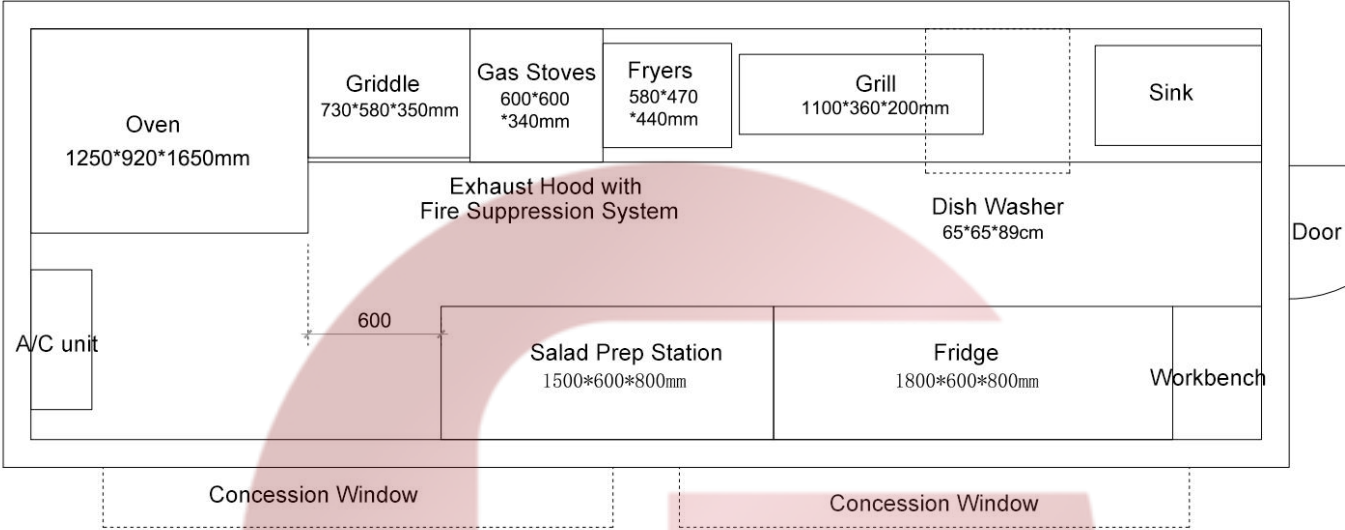 Oven
1250*920*1650mm
Griddle
730*580*350mm
Gas Stoves
600*600
*340mm
Fryers
580*470
*440mm
Grill
1100*360*200mm
Sink
Exhaust Hood with
Fire Suppression System
Dish Washer
65*65*89cm
Door
A/C unit
600
Salad Prep Station
1500*600*800mm
Fridge
1800*600*800mm
Workbench
Concession Window
Concession Window